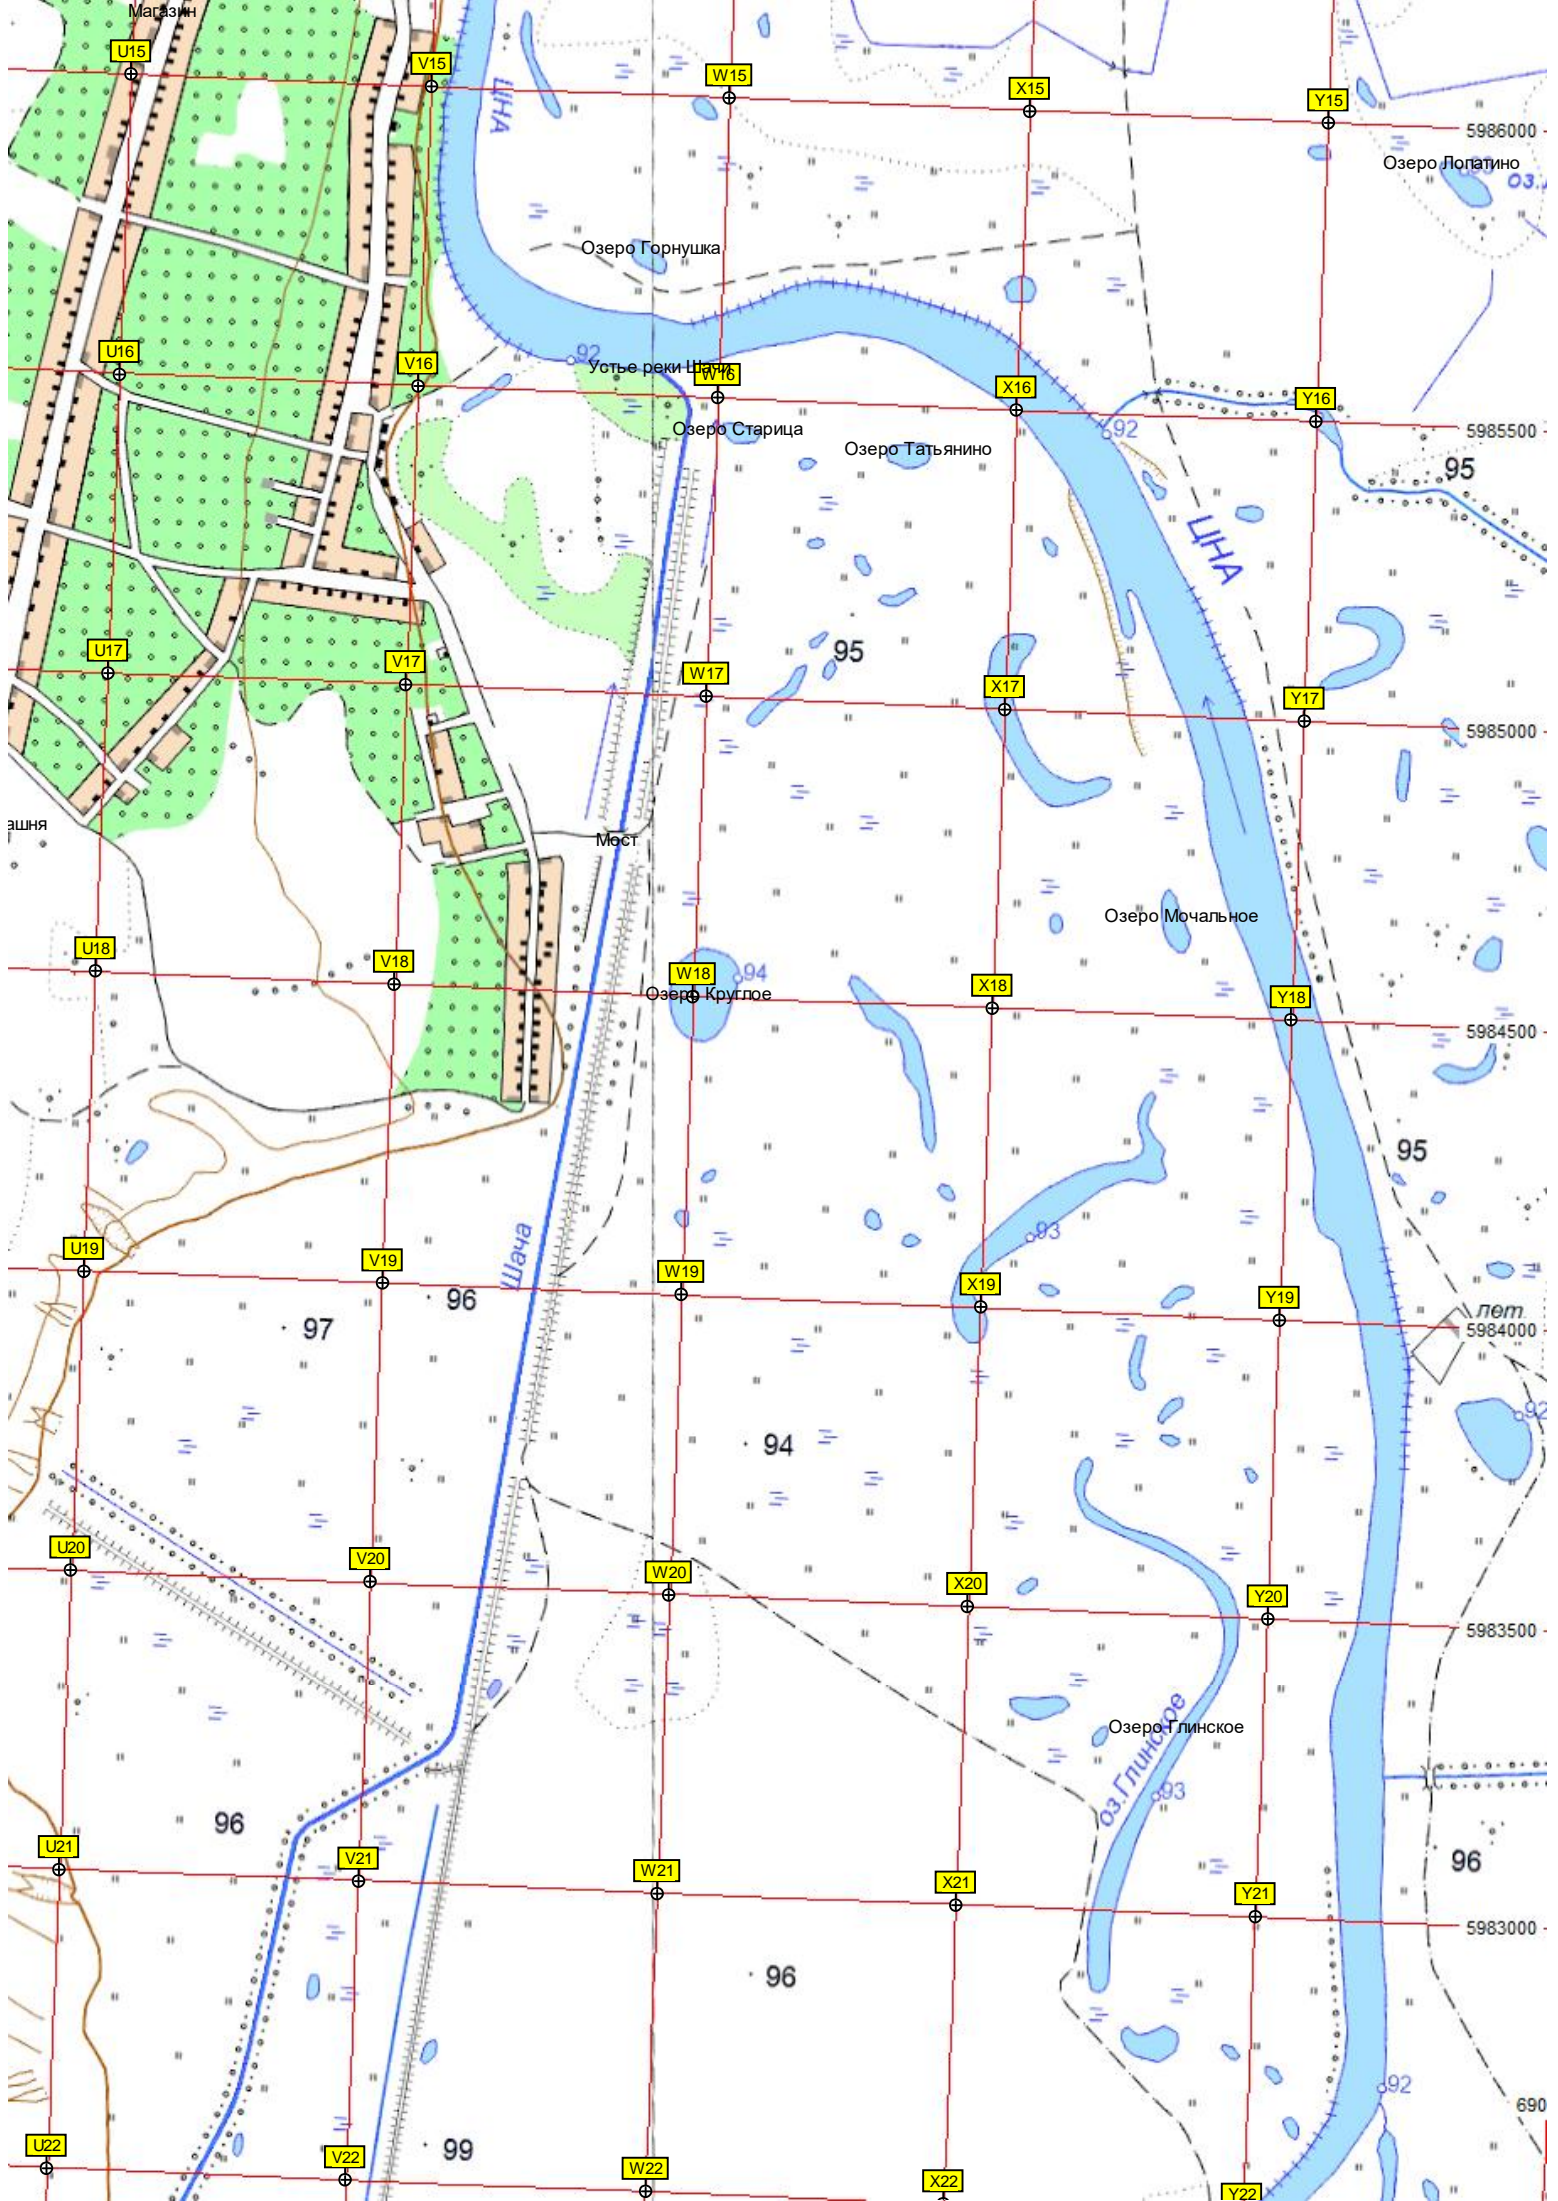 Магазин
U15
V15
W15
X15
Y15
5986000
ЦНА
Озеро Лопатино
Озеро Горнушка
U16
V16
92
Устье реки Шачи
W16
X16
Y16
92
5985500
Озеро Старица
Озеро Татьянино
95
ЦНА
95
U17
V17
W17
X17
Y17
5985000
ашня
Мост
Озеро Мочальное
U18
V18
W18
94
Озеро Круглое
X18
Y18
5984500
95
Шача
93
U19
V19
W19
X19
Y19
96
97
лет.
5984000
94
92
U20
V20
W20
X20
Y20
5983500
Озеро Глинское
оз.Глинское
93
96
96
U21
V21
W21
X21
Y21
5983000
96
92
690
99
U22
V22
W22
X22
Y22